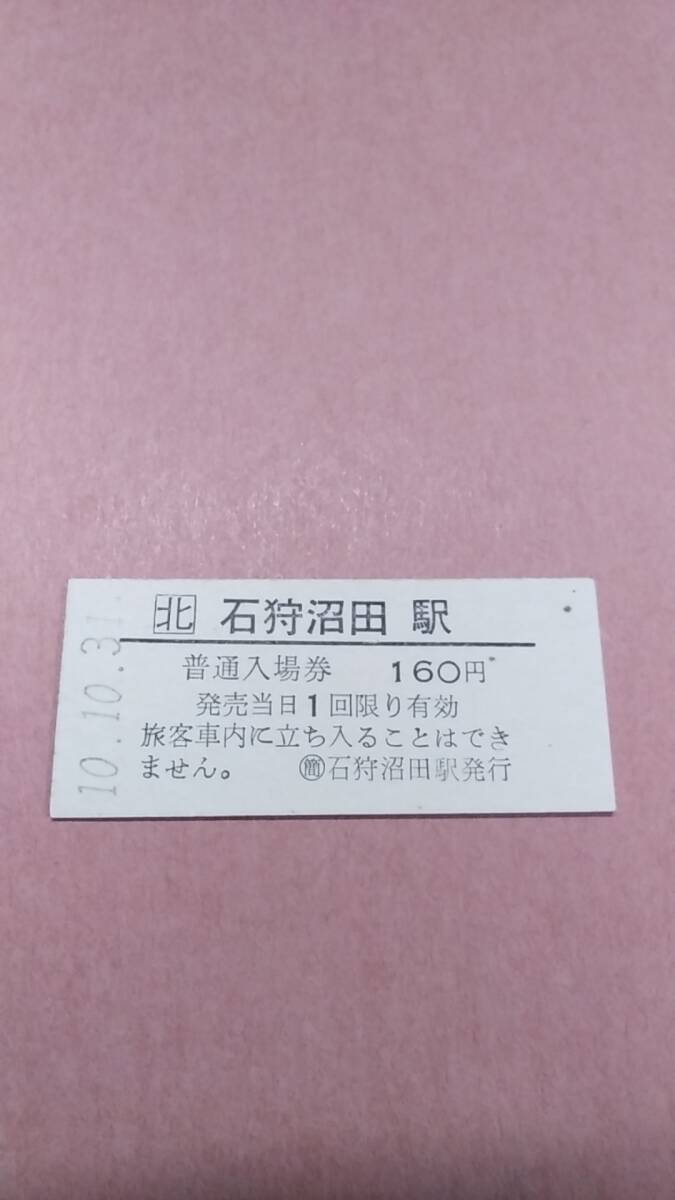 北 石狩沼田 駅
普通入場券 160円
発売当日1回限り有効
旅客車内に立ち入ることはでき
ません。 ㊙石狩沼田駅発行
10.10.31